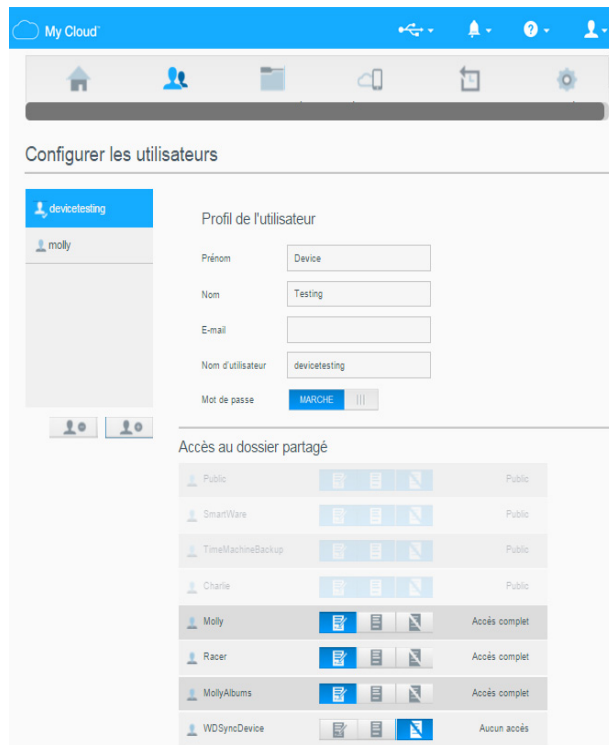 My Cloud
Configurer les utilisateurs
devicetesting
molly
Profil de l'utilisateur
Prénom Device
Nom Testing
E-mail
Nom d'utilisateur devicetesting
Mot de passe MARCHE
Accès au dossier partagé
Public Public
SmartWare Public
TimeMachineBackup Public
Charlie Public
Molly Accès complet
Racer Accès complet
MollyAlbums Accès complet
WDSyncDevice Aucun accès